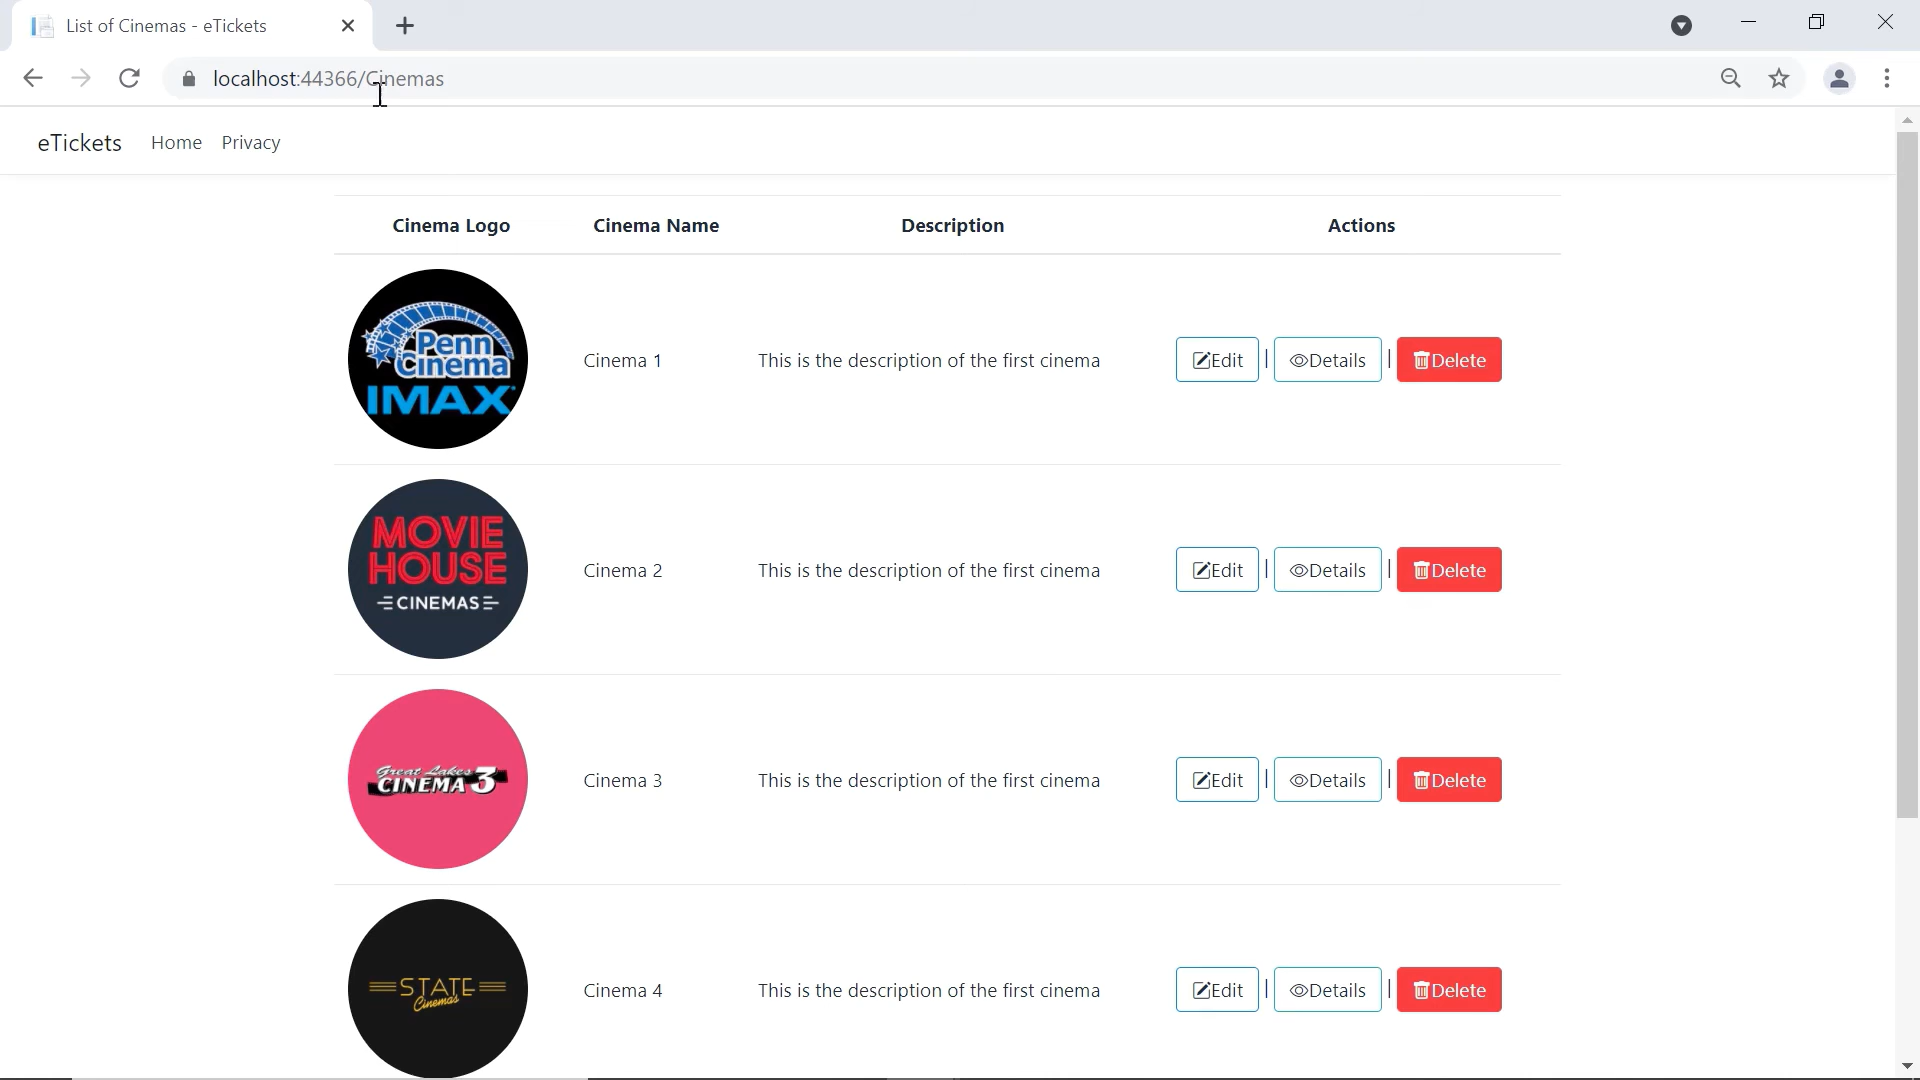 List of Cinemas - eTickets
localhost:44366/Cinemas
eTickets Home Privacy
Cinema Logo Cinema Name Description Actions
Penn
Cinema
IMAX
Cinema 1 This is the description of the first cinema Edit | Details | Delete
MOVIE
HOUSE
CINEMAS
Cinema 2 This is the description of the first cinema Edit | Details | Delete
Great Lakes
CINEMA 3
Cinema 3 This is the description of the first cinema Edit | Details | Delete
STATE
Cinemas
Cinema 4 This is the description of the first cinema Edit | Details | Delete